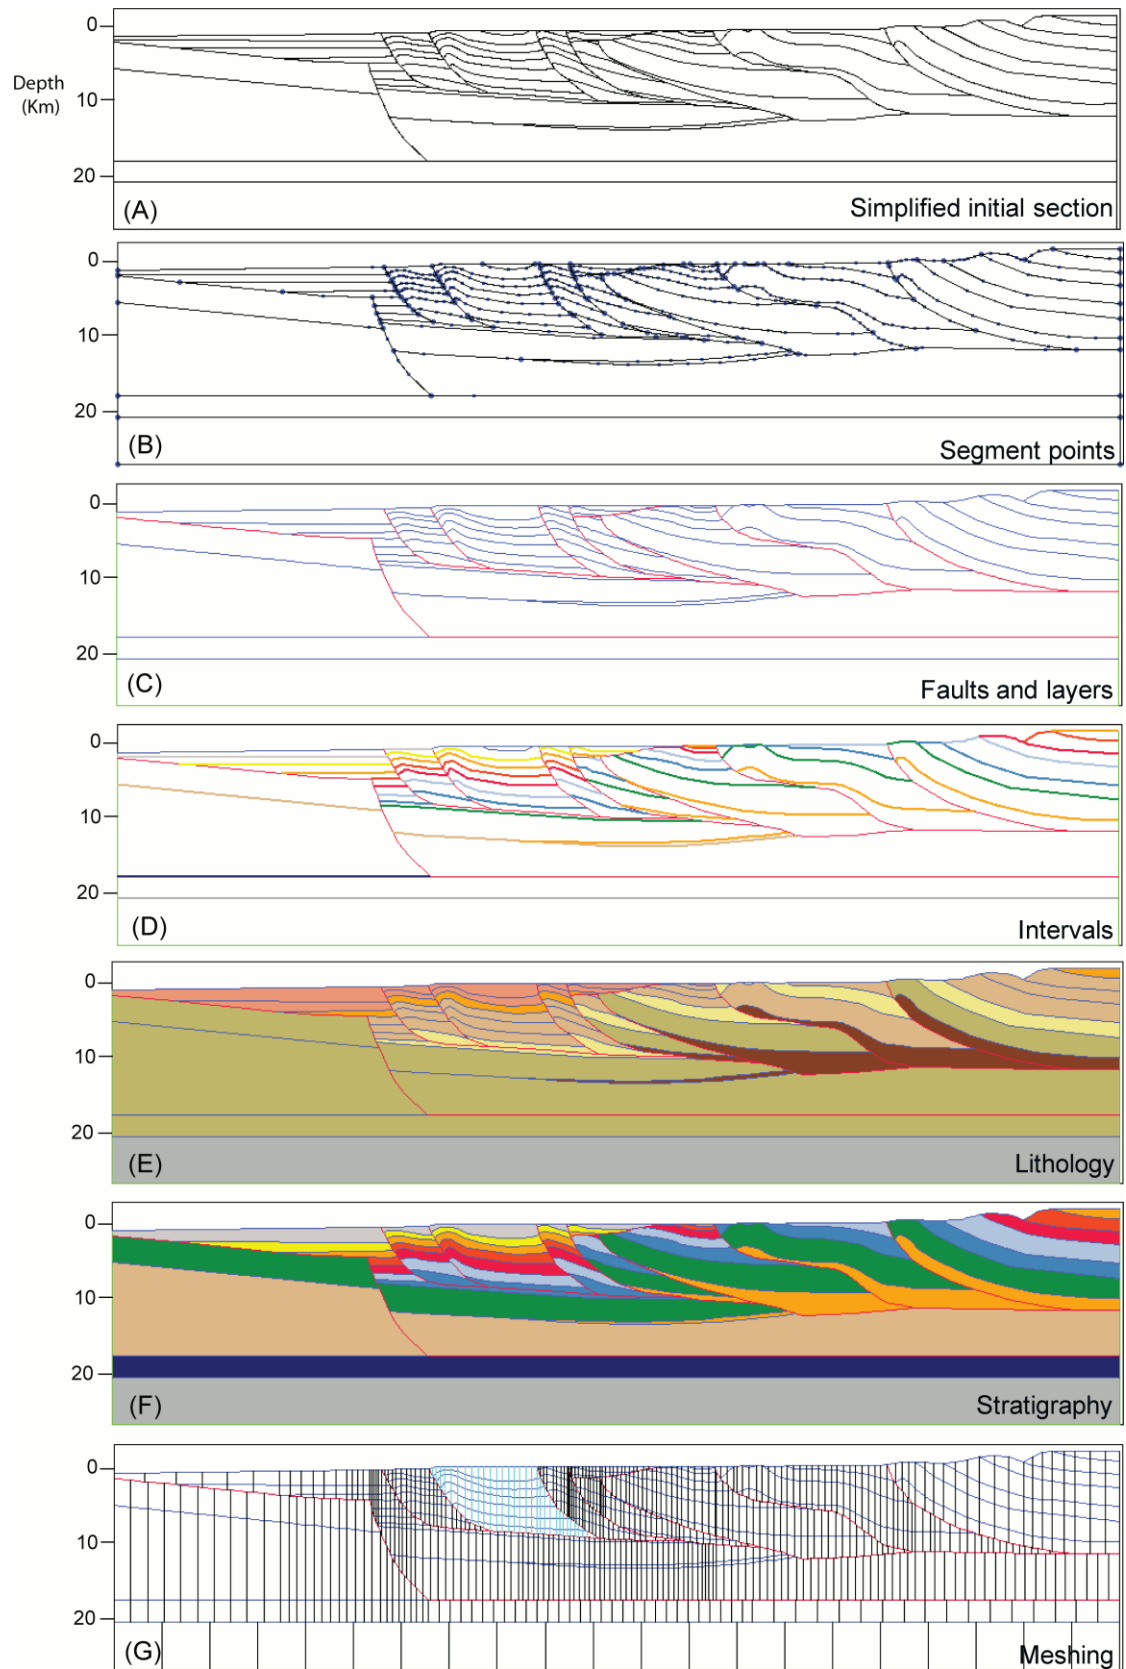 0
Depth
(Km)
10
20
(A)
Simplified initial section
0
10
20
(B)
Segment points
0
10
20
(C)
Faults and layers
0
10
20
(D)
Intervals
0
10
20
(E)
Lithology
0
10
20
(F)
Stratigraphy
0
10
20
(G)
Meshing